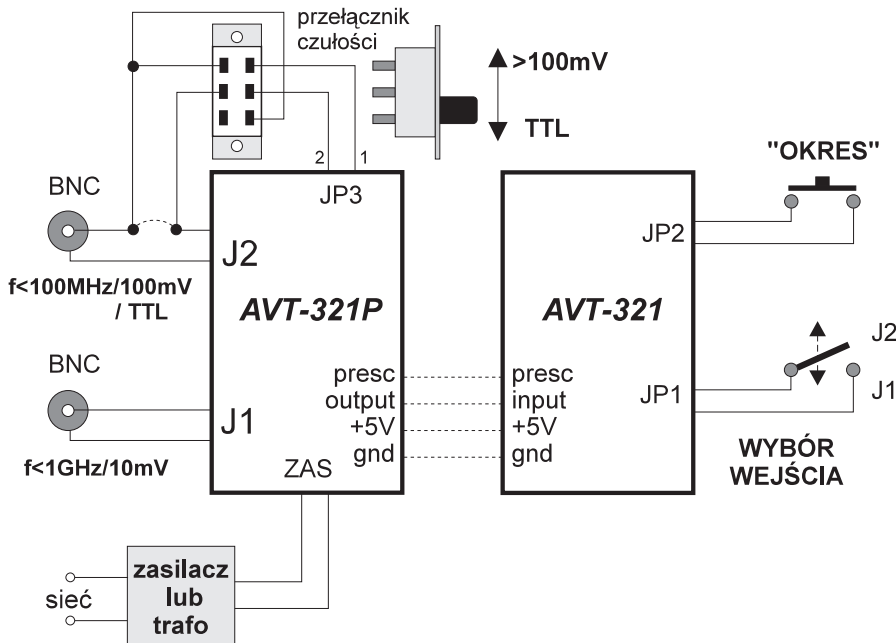 przełącznik
czułości
>100mV
TTL
2
1
"OKRES"
BNC
JP3
J2
JP2
f<100MHz/100mV
/ TTL
AVT-321P
AVT-321
J2
J1
JP1
BNC
presc
output
+5V
gnd
presc
input
+5V
gnd
J1
f<1GHz/10mV
ZAS
WYBÓR
WEJŚCIA
sieć
zasilacz
lub
trafo